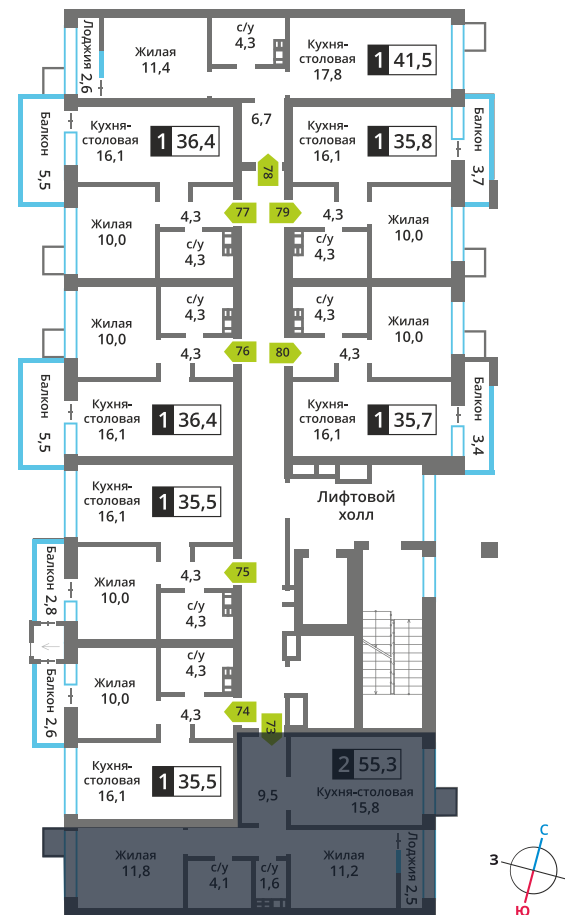 Лоджия 2,6
Жилая
11,4
с/у
4,3
Кухня-
столовая
17,8
1 41,5
6,7
Балкон
5,5
Кухня-
столовая
16,1
1 36,4
78
Кухня-
столовая
16,1
1 35,8
Балкон
3,7
Жилая
10,0
4,3
77
79
4,3
Жилая
10,0
с/у
4,3
с/у
4,3
Жилая
10,0
с/у
4,3
с/у
4,3
Жилая
10,0
4,3
76
80
4,3
Балкон
5,5
Кухня-
столовая
16,1
1 36,4
Кухня-
столовая
16,1
1 35,7
Балкон
3,4
Кухня-
столовая
16,1
1 35,5
Лифтовой
холл
Балкон 2,8
Жилая
10,0
4,3
75
с/у
4,3
Балкон 2,6
Жилая
10,0
с/у
4,3
4,3
74
73
Кухня-
столовая
16,1
1 35,5
9,5
2 55,3
Кухня-столовая
15,8
Жилая
11,8
с/у
4,1
с/у
1,6
Жилая
11,2
Лоджия 2,5
С
З
Ю